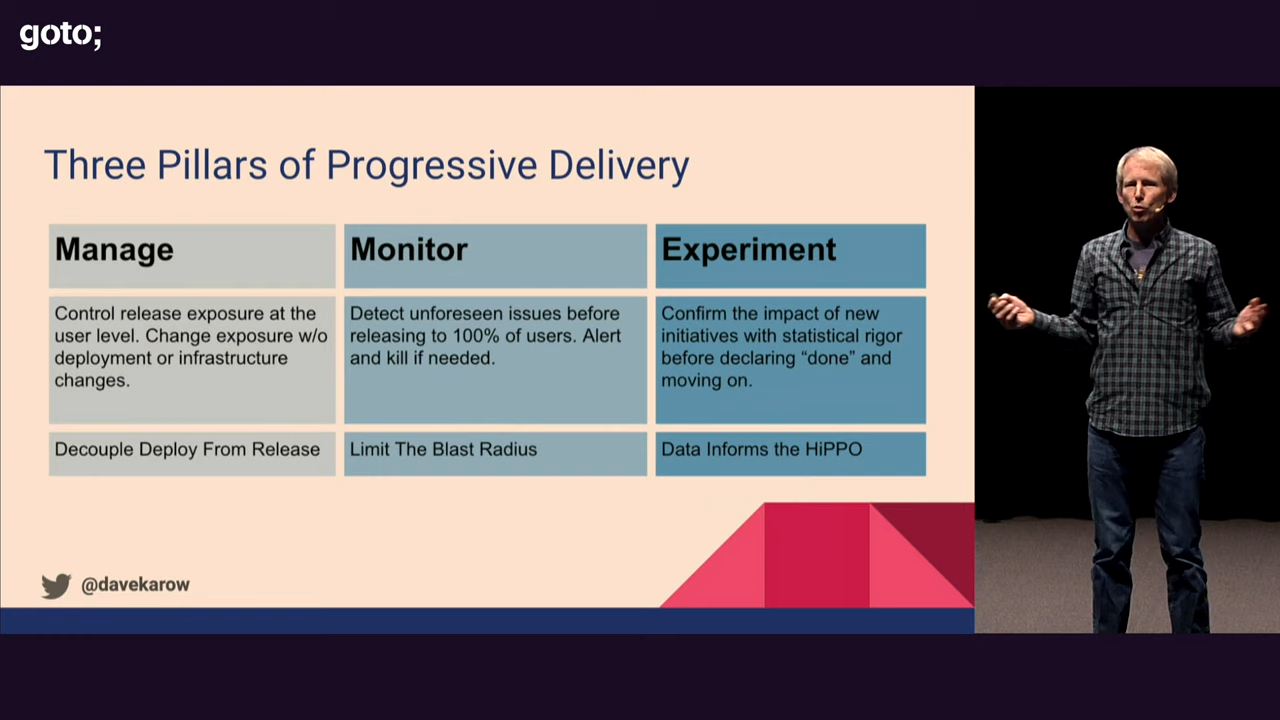 goto;
Three Pillars of Progressive Delivery
Manage
Monitor
Experiment
Control release exposure at the
user level. Change exposure w/o
deployment or infrastructure
changes.
Detect unforeseen issues before
releasing to 100% of users. Alert
and kill if needed.
Confirm the impact of new
initiatives with statistical rigor
before declaring “done” and
moving on.
Decouple Deploy From Release
Limit The Blast Radius
Data Informs the HiPPO
@davekarow